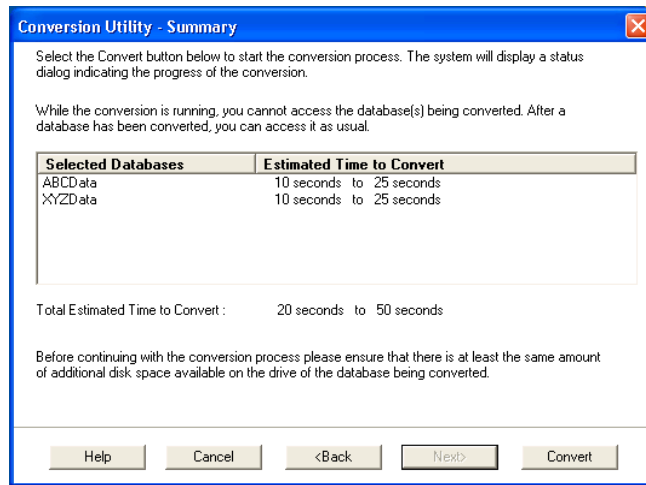 Conversion Utility - Summary
Select the Convert button below to start the conversion process. The system will display a status
dialog indicating the progress of the conversion.
While the conversion is running, you cannot access the database(s) being converted. After a
database has been converted, you can access it as usual.
Selected Databases Estimated Time to Convert
ABCData 10 seconds to 25 seconds
XYZData 10 seconds to 25 seconds
Total Estimated Time to Convert : 20 seconds to 50 seconds
Before continuing with the conversion process please ensure that there is at least the same amount
of additional disk space available on the drive of the database being converted.
Help Cancel <Back Next> Convert